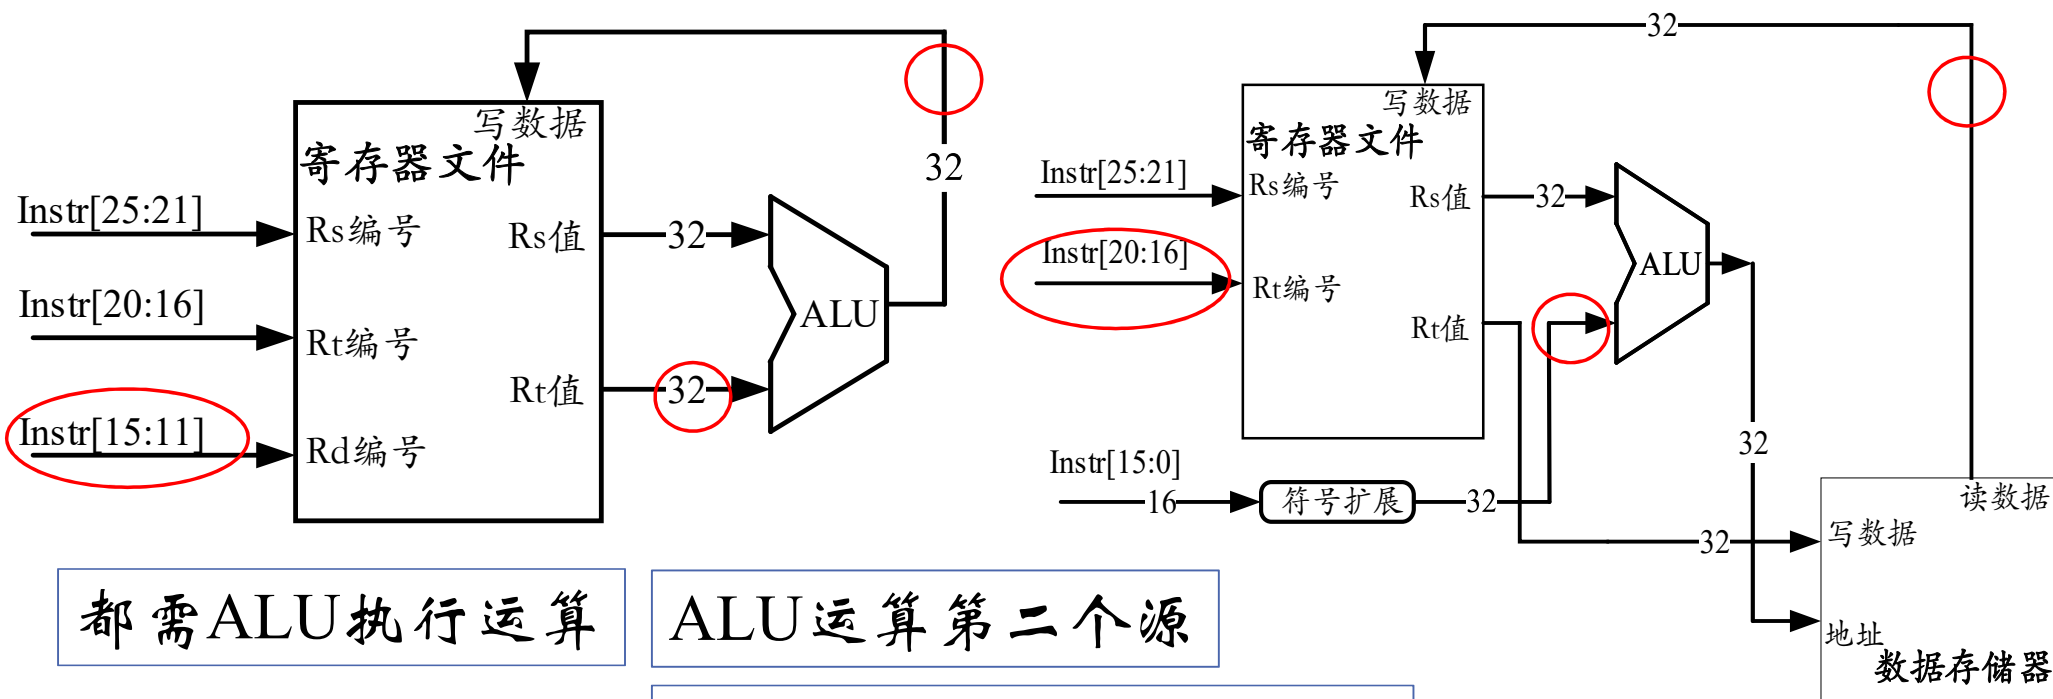 写数据
寄存器文件
32
Instr[25:21]
Rs编号
Rs值
32
Instr[20:16]
Rt编号
ALU
Rt值
32
Instr[15:11]
Rd编号
32
写数据
寄存器文件
Instr[25:21]
Rs编号
Rs值
32
Instr[20:16]
Rt编号
ALU
Rt值
32
Instr[15:0]
16
符号扩展
32
32
读数据
写数据
地址
数据存储器
都需ALU执行运算
ALU运算第二个源